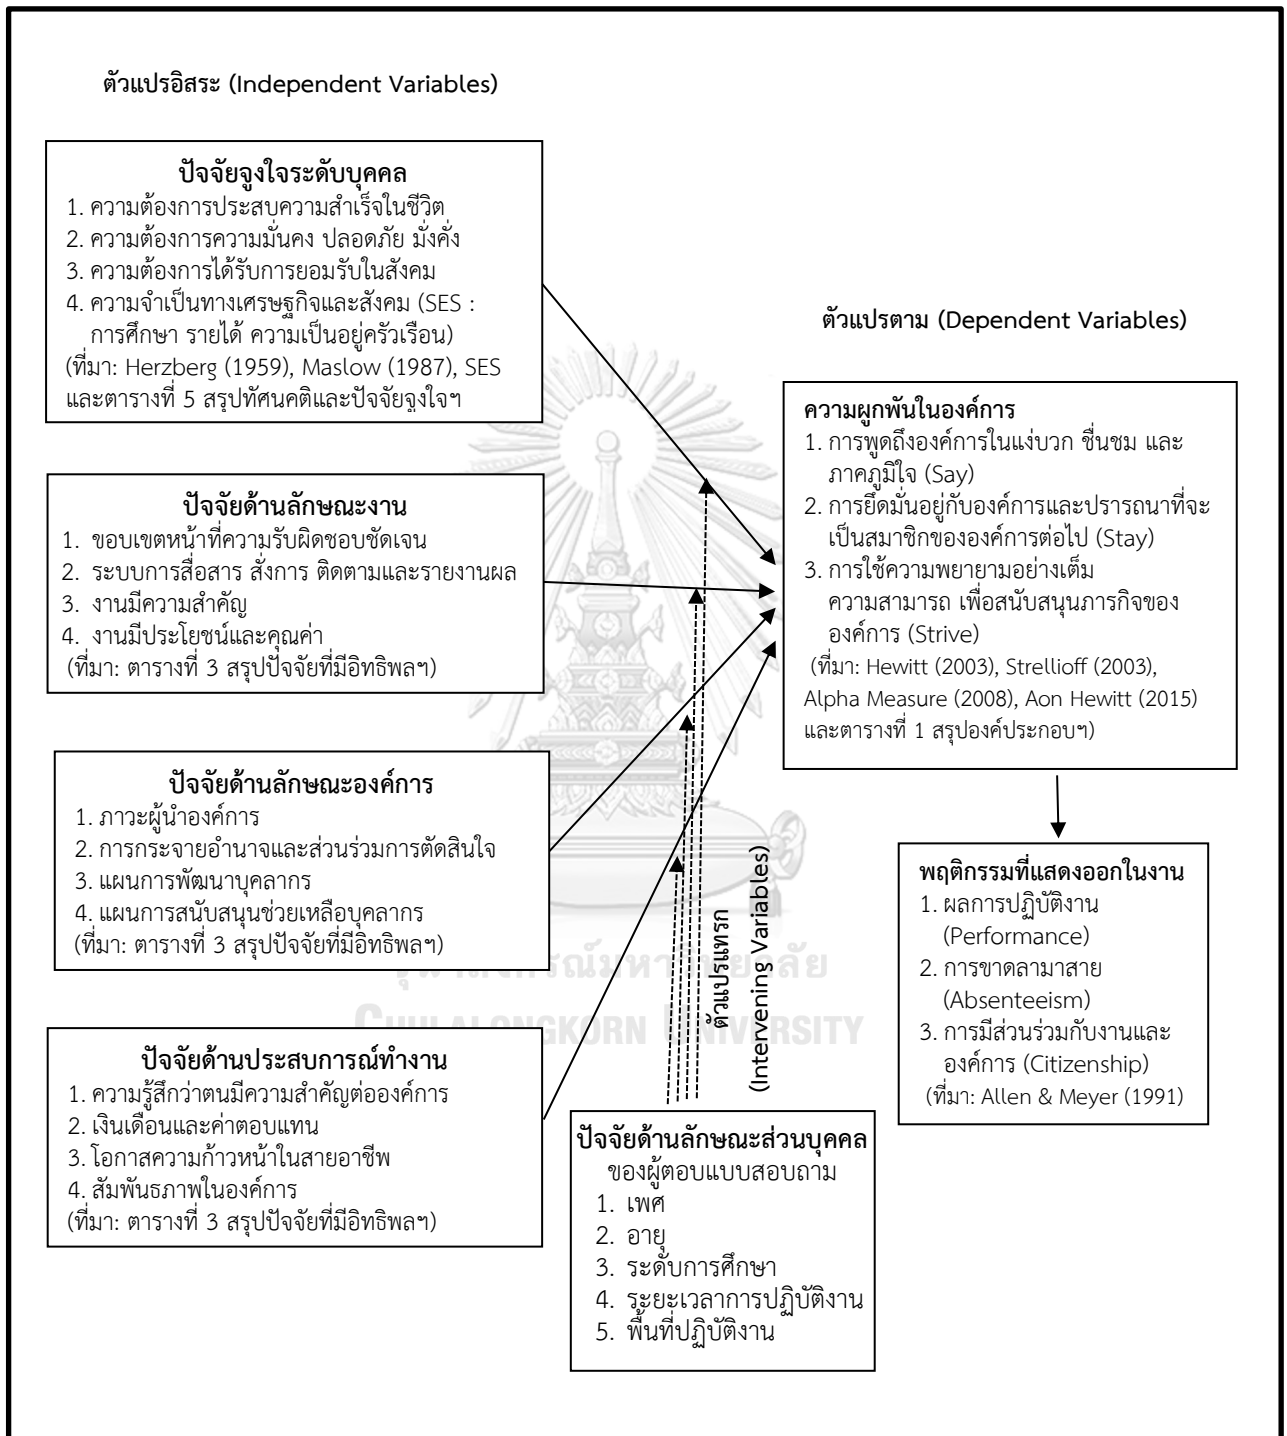 ตัวแปรอิสระ (Independent Variables)
ปัจจัยจูงใจระดับบุคคล
1. ความต้องการประสบความสำเร็จในชีวิต
2. ความต้องการความมั่นคง ปลอดภัย มั่งคั่ง
3. ความต้องการได้รับการยอมรับในสังคม
4. ความจำเป็นทางเศรษฐกิจและสังคม (SES :
การศึกษา รายได้ ความเป็นอยู่ครัวเรือน)
(ที่มา: Herzberg (1959), Maslow (1987), SES
และตารางที่ 5 สรุปทัศนคติและปัจจัยจูงใจฯ
ปัจจัยด้านลักษณะงาน
1. ขอบเขตหน้าที่ความรับผิดชอบชัดเจน
2. ระบบการสื่อสาร สั่งการ ติดตามและรายงานผล
3. งานมีความสำคัญ
4. งานมีประโยชน์และคุณค่า
(ที่มา: ตารางที่ 3 สรุปปัจจัยที่มีอิทธิพลฯ)
ปัจจัยด้านลักษณะองค์การ
1. ภาวะผู้นำองค์การ
2. การกระจายอำนาจและส่วนร่วมการตัดสินใจ
3. แผนการพัฒนาบุคลากร
4. แผนการสนับสนุนช่วยเหลือบุคลากร
(ที่มา: ตารางที่ 3 สรุปปัจจัยที่มีอิทธิพลฯ)
ปัจจัยด้านประสบการณ์ทำงาน
1. ความรู้สึกว่าตนมีความสำคัญต่อองค์การ
2. เงินเดือนและค่าตอบแทน
3. โอกาสความก้าวหน้าในสายอาชีพ
4. สัมพันธภาพในองค์การ
(ที่มา: ตารางที่ 3 สรุปปัจจัยที่มีอิทธิพลฯ)
ตัวแปรแทรก
(Intervening Variables)
ปัจจัยด้านลักษณะส่วนบุคคล
ของผู้ตอบแบบสอบถาม
1. เพศ
2. อายุ
3. ระดับการศึกษา
4. ระยะเวลาการปฏิบัติงาน
5. พื้นที่ปฏิบัติงาน
ตัวแปรตาม (Dependent Variables)
ความผูกพันในองค์การ
1. การพูดถึงองค์การในแง่บวก ชื่นชม และ
ภาคภูมิใจ (Say)
2. การยึดมั่นอยู่กับองค์การและปรารถนาที่จะ
เป็นสมาชิกขององค์การต่อไป (Stay)
3. การใช้ความพยายามอย่างเต็ม
ความสามารถ เพื่อสนับสนุนภารกิจของ
องค์การ (Strive)
(ที่มา: Hewitt (2003), Strellioff (2003),
Alpha Measure (2008), Aon Hewitt (2015)
และตารางที่ 1 สรุปองค์ประกอบฯ)
พฤติกรรมที่แสดงออกในงาน
1. ผลการปฏิบัติงาน
(Performance)
2. การขาดลามาสาย
(Absenteeism)
3. การมีส่วนร่วมกับงานและ
องค์การ (Citizenship)
(ที่มา: Allen & Meyer (1991)